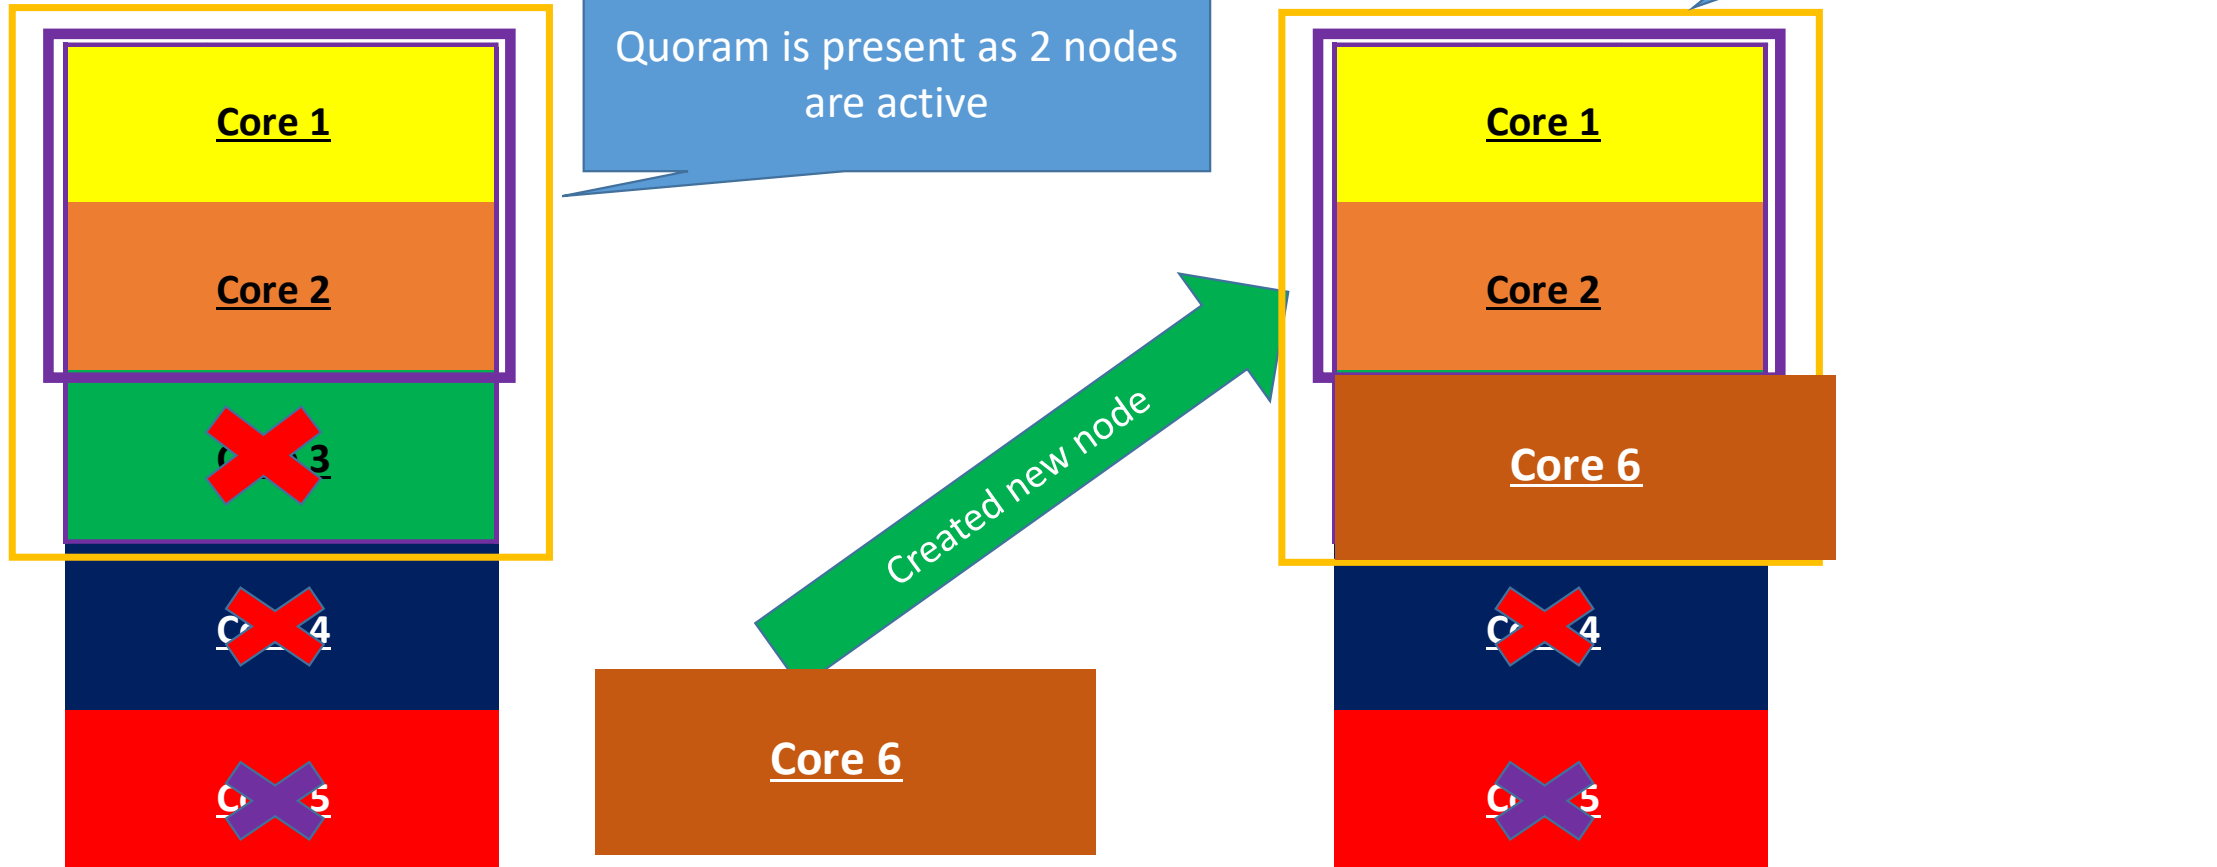 Quoram is present as 2 nodes
are active
Core 1
Core 2
3
4
5
Created new node
Core 6
Core 1
Core 2
Core 6
4
5